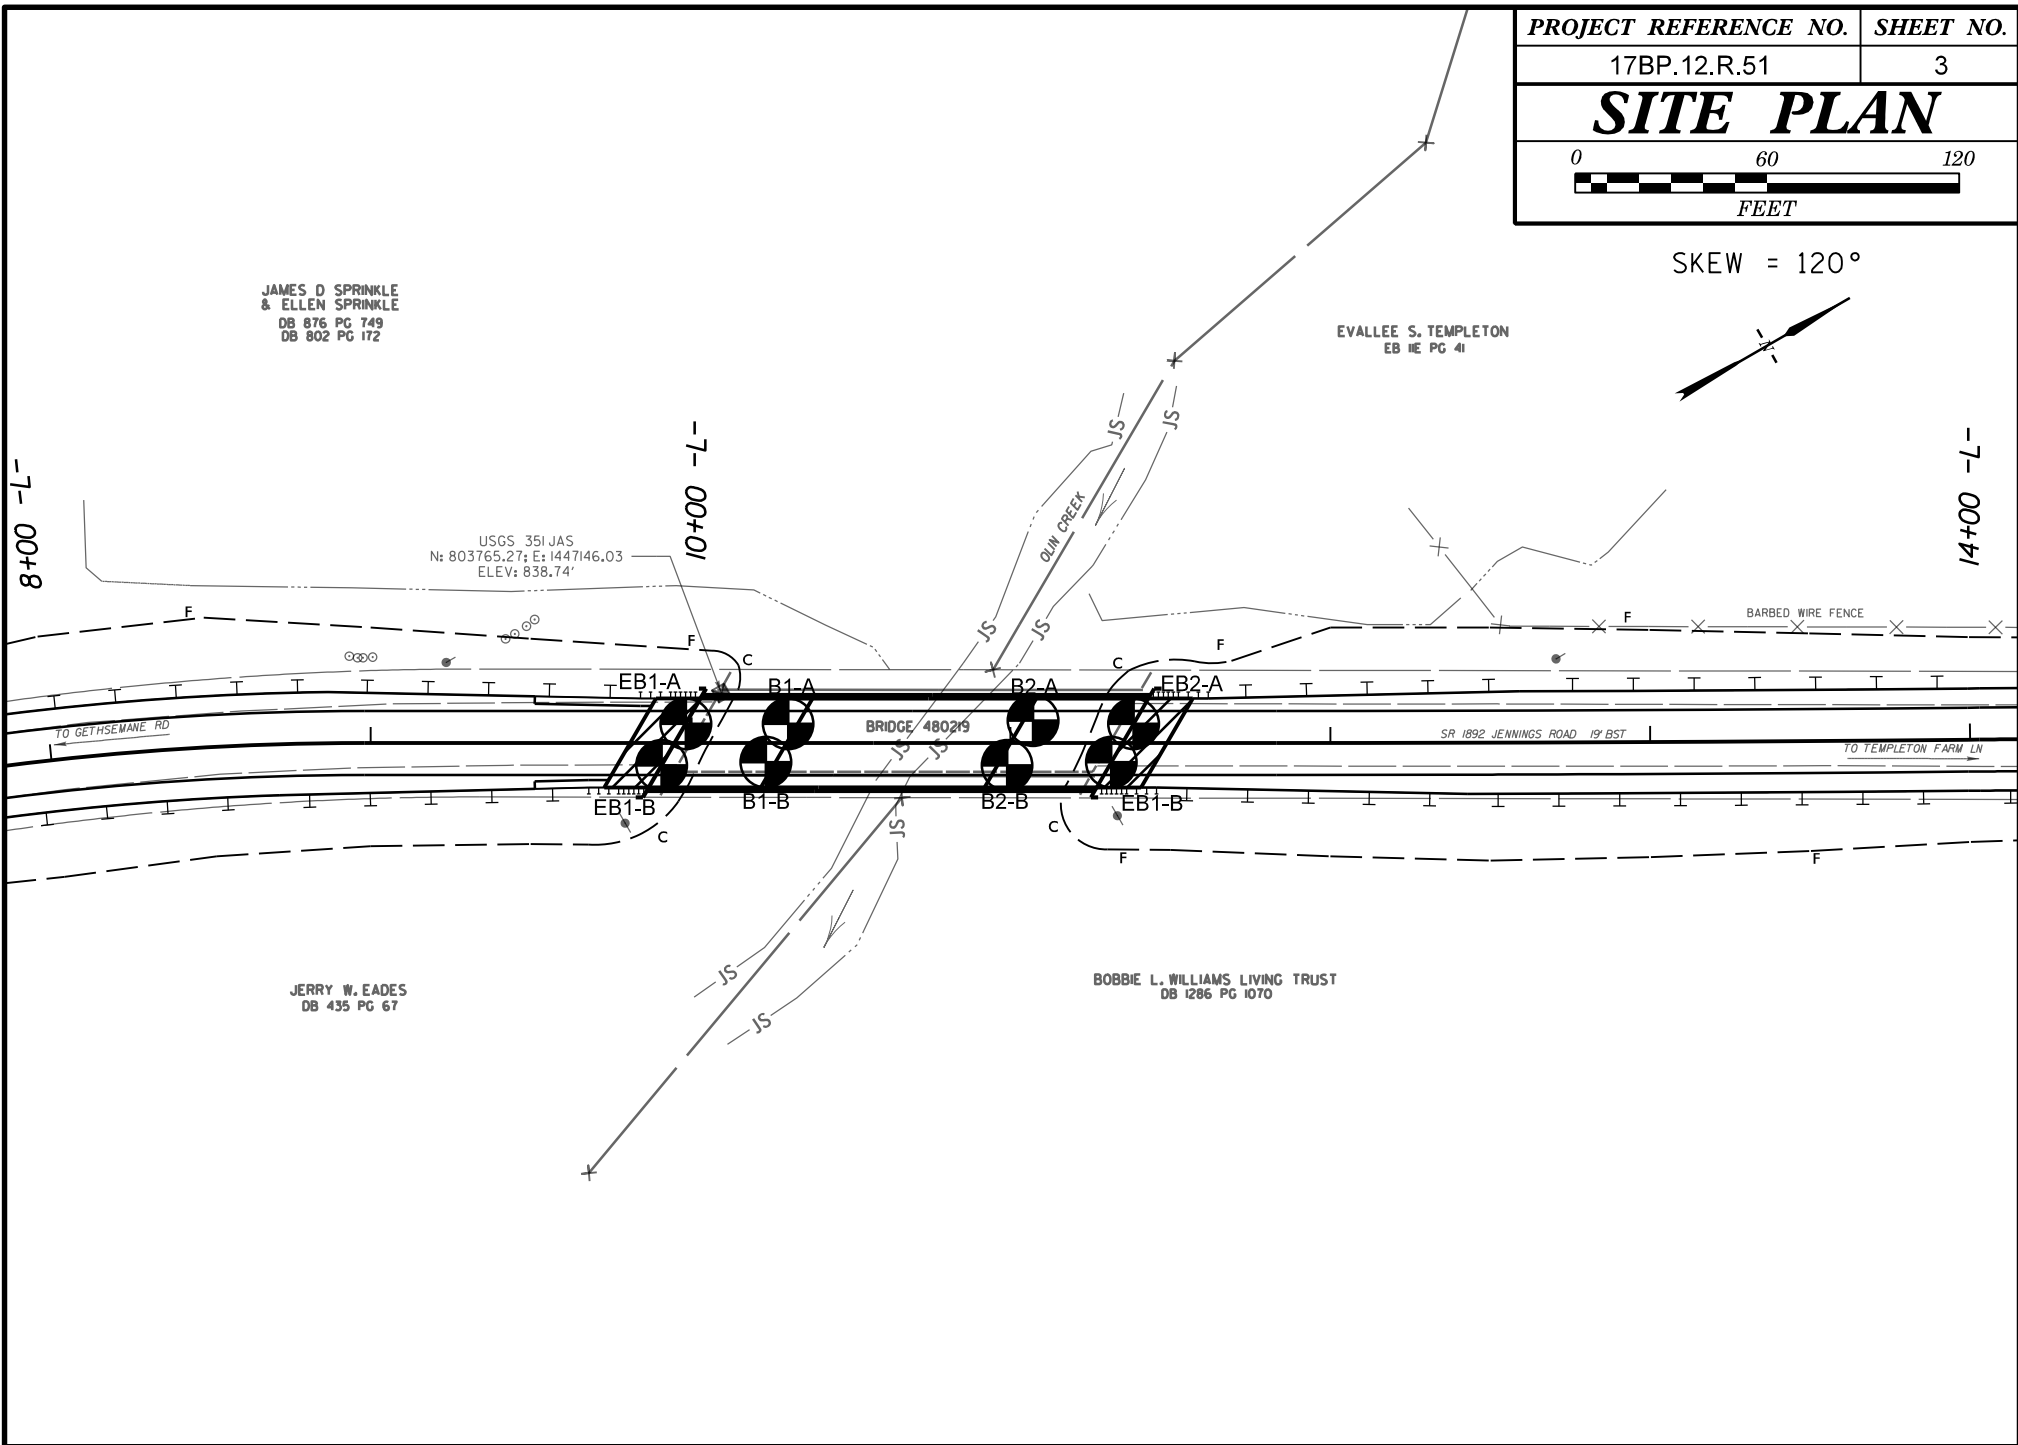 PROJECT REFERENCE NO. SHEET NO.
17BP.12.R.51 3
SITE PLAN
0 60 120
FEET
SKEW = 120°
N
JAMES D SPRINKLE
& ELLEN SPRINKLE
DB 876 PG 749
DB 802 PG 172
EVALLEE S. TEMPLETON
EB 11E PG 41
-L- 8+00
-L- 10+00
-L- 14+00
JS
JS
OLIN CREEK
USGS 351 JAS
N: 803765.27; E: 1447146.03
ELEV: 838.74'
BARBED WIRE FENCE
F
F
F
F
JS
JS
C
C
EB1-A
B1-A
B2-A
EB2-A
BRIDGE 480219
TO GETHSEMANE RD
SR 1892 JENNINGS ROAD 19' BST
TO TEMPLETON FARM LN
JS
JS
EB1-B
B1-B
B2-B
EB1-B
JS
C
C
F
F
JS
JS
JERRY W. EADES
DB 435 PG 67
BOBBIE L. WILLIAMS LIVING TRUST
DB 1286 PG 1070